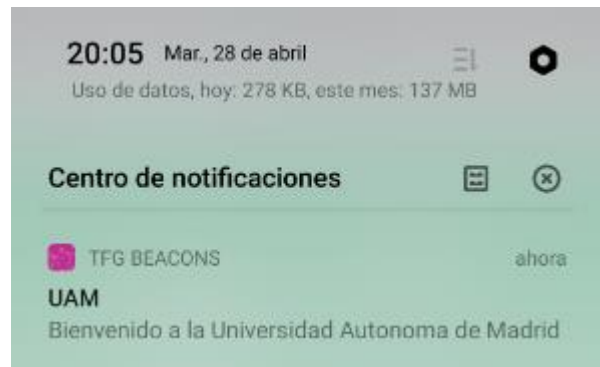 20:05 Mar., 28 de abril
Uso de datos, hoy: 278 KB, este mes: 137 MB
Centro de notificaciones
TFG BEACONS ahora
UAM
Bienvenido a la Universidad Autonoma de Madrid